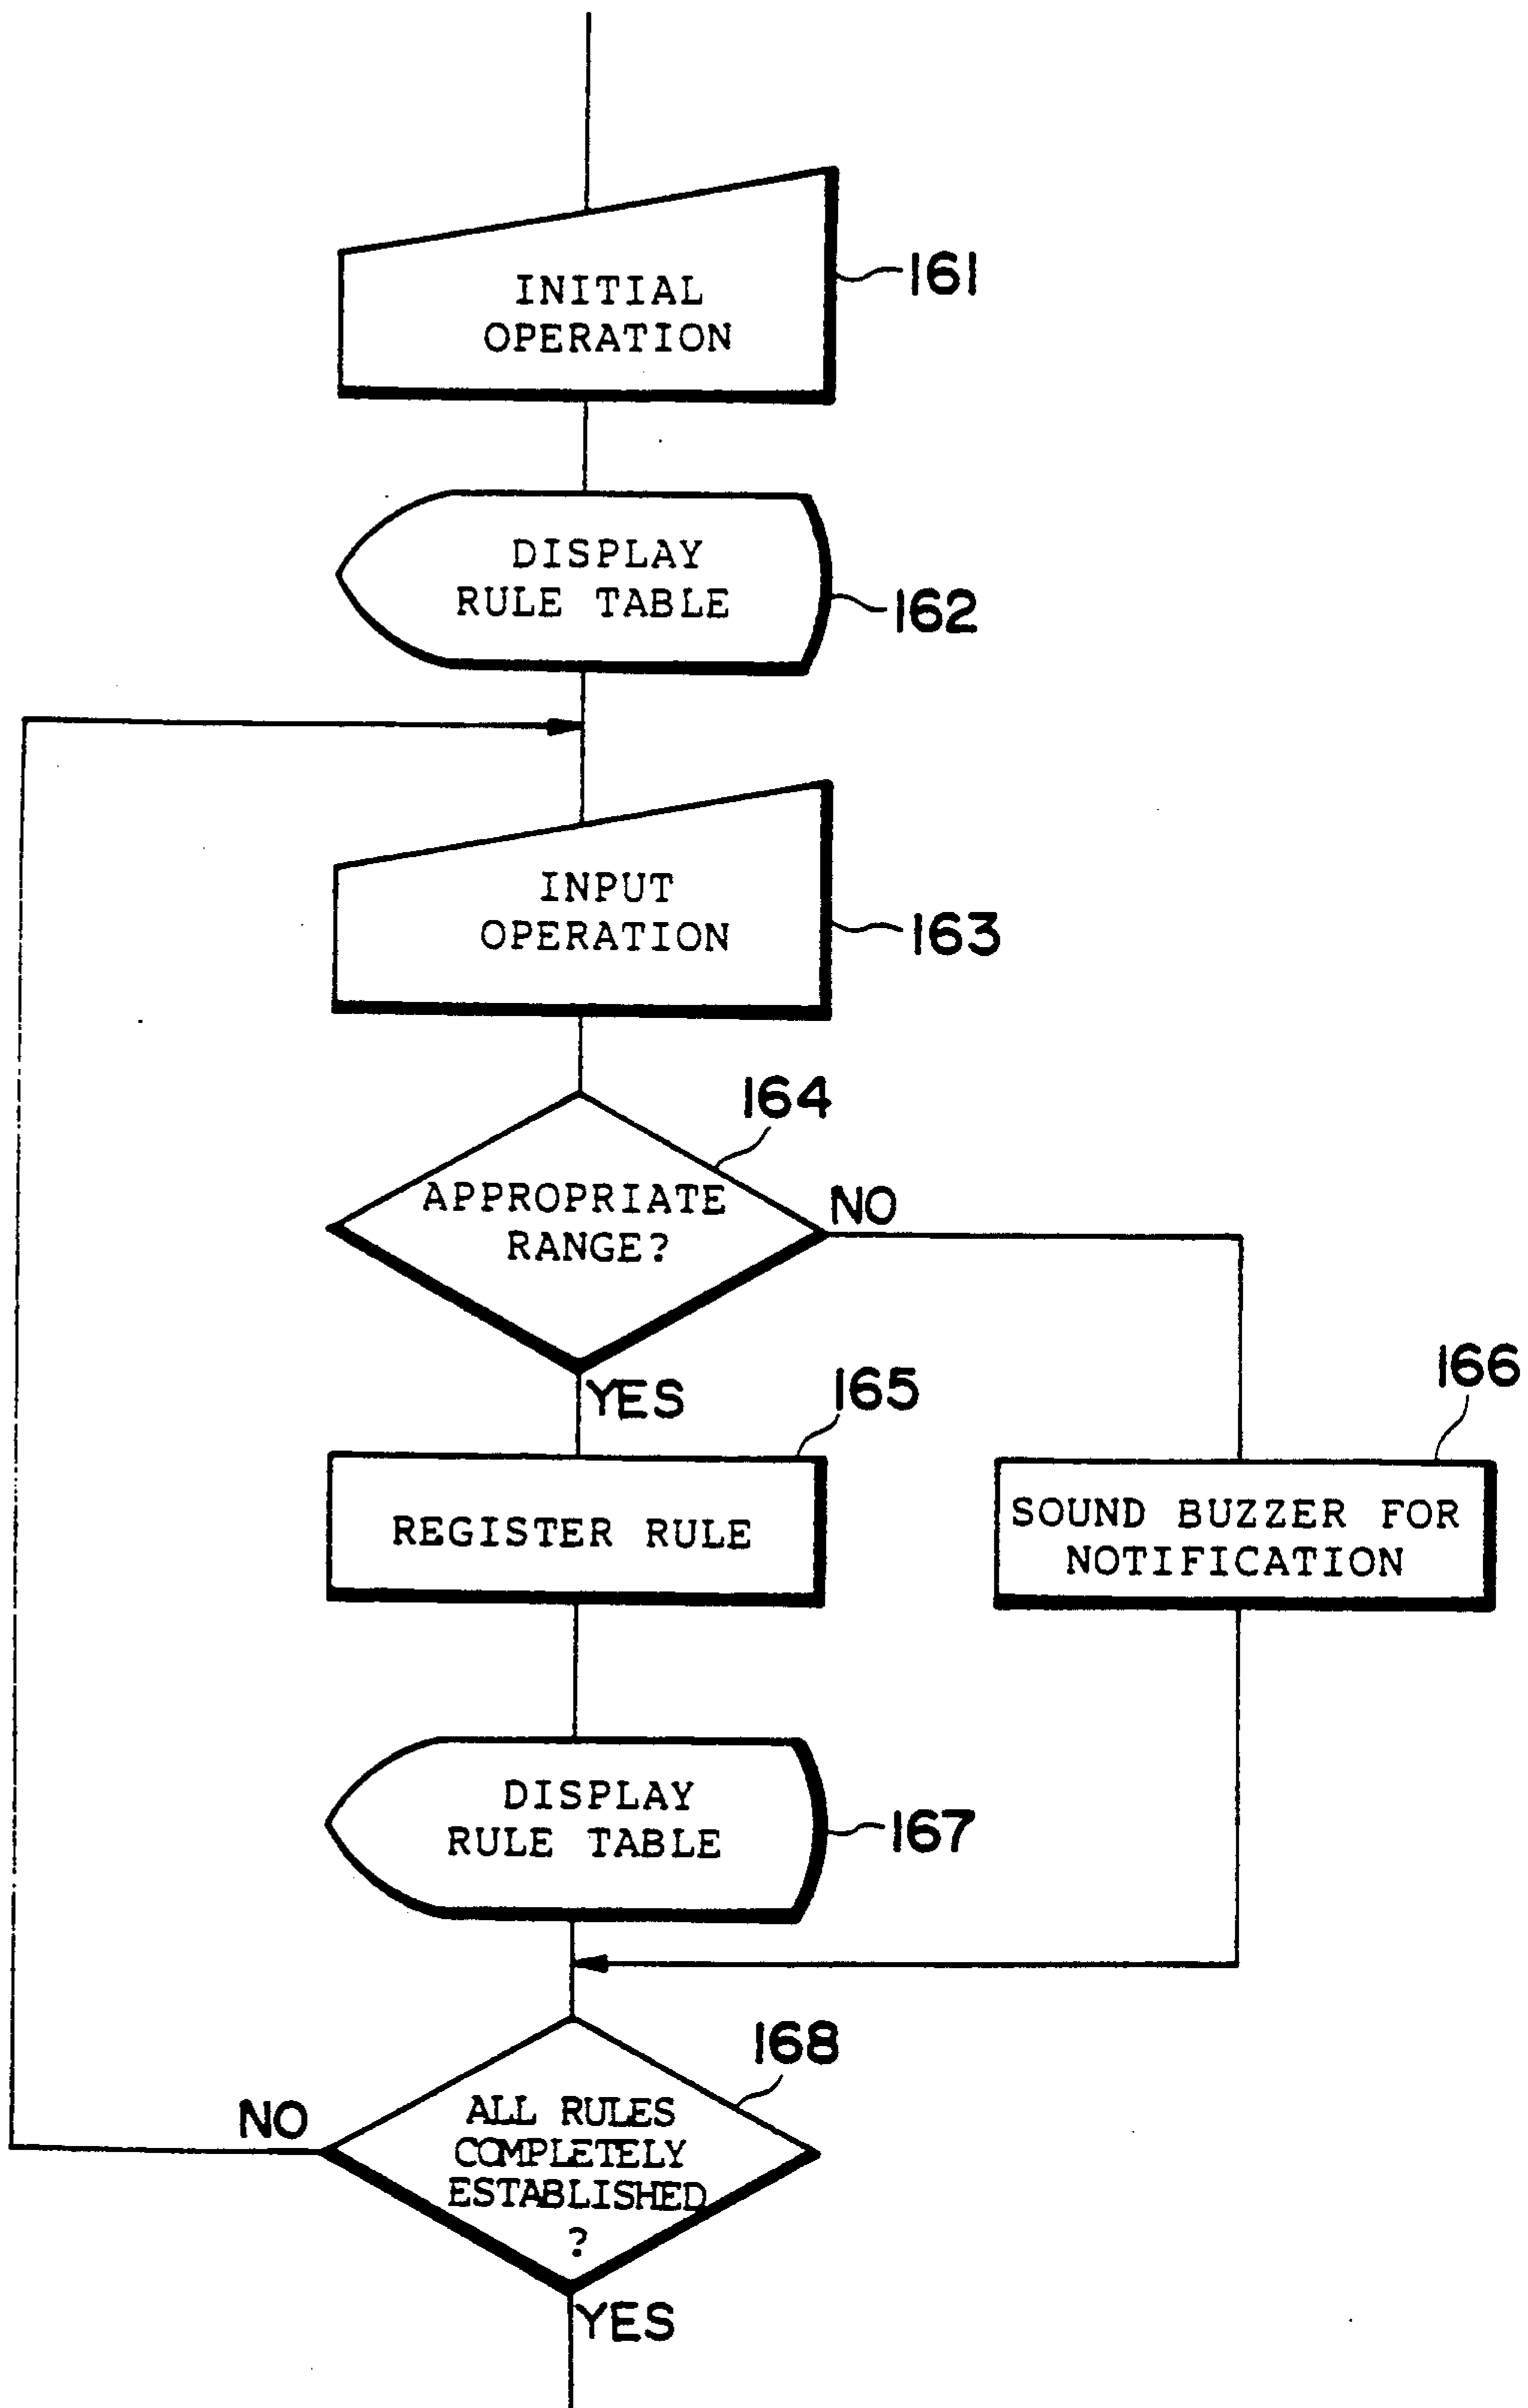 INITIAL
OPERATION
161
DISPLAY
RULE TABLE
162
INPUT
OPERATION
163
164
APPROPRIATE
RANGE?
NO
YES
165
166
REGISTER RULE
SOUND BUZZER FOR
NOTIFICATION
DISPLAY
RULE TABLE
167
168
NO
ALL RULES
COMPLETELY
ESTABLISHED
?
YES